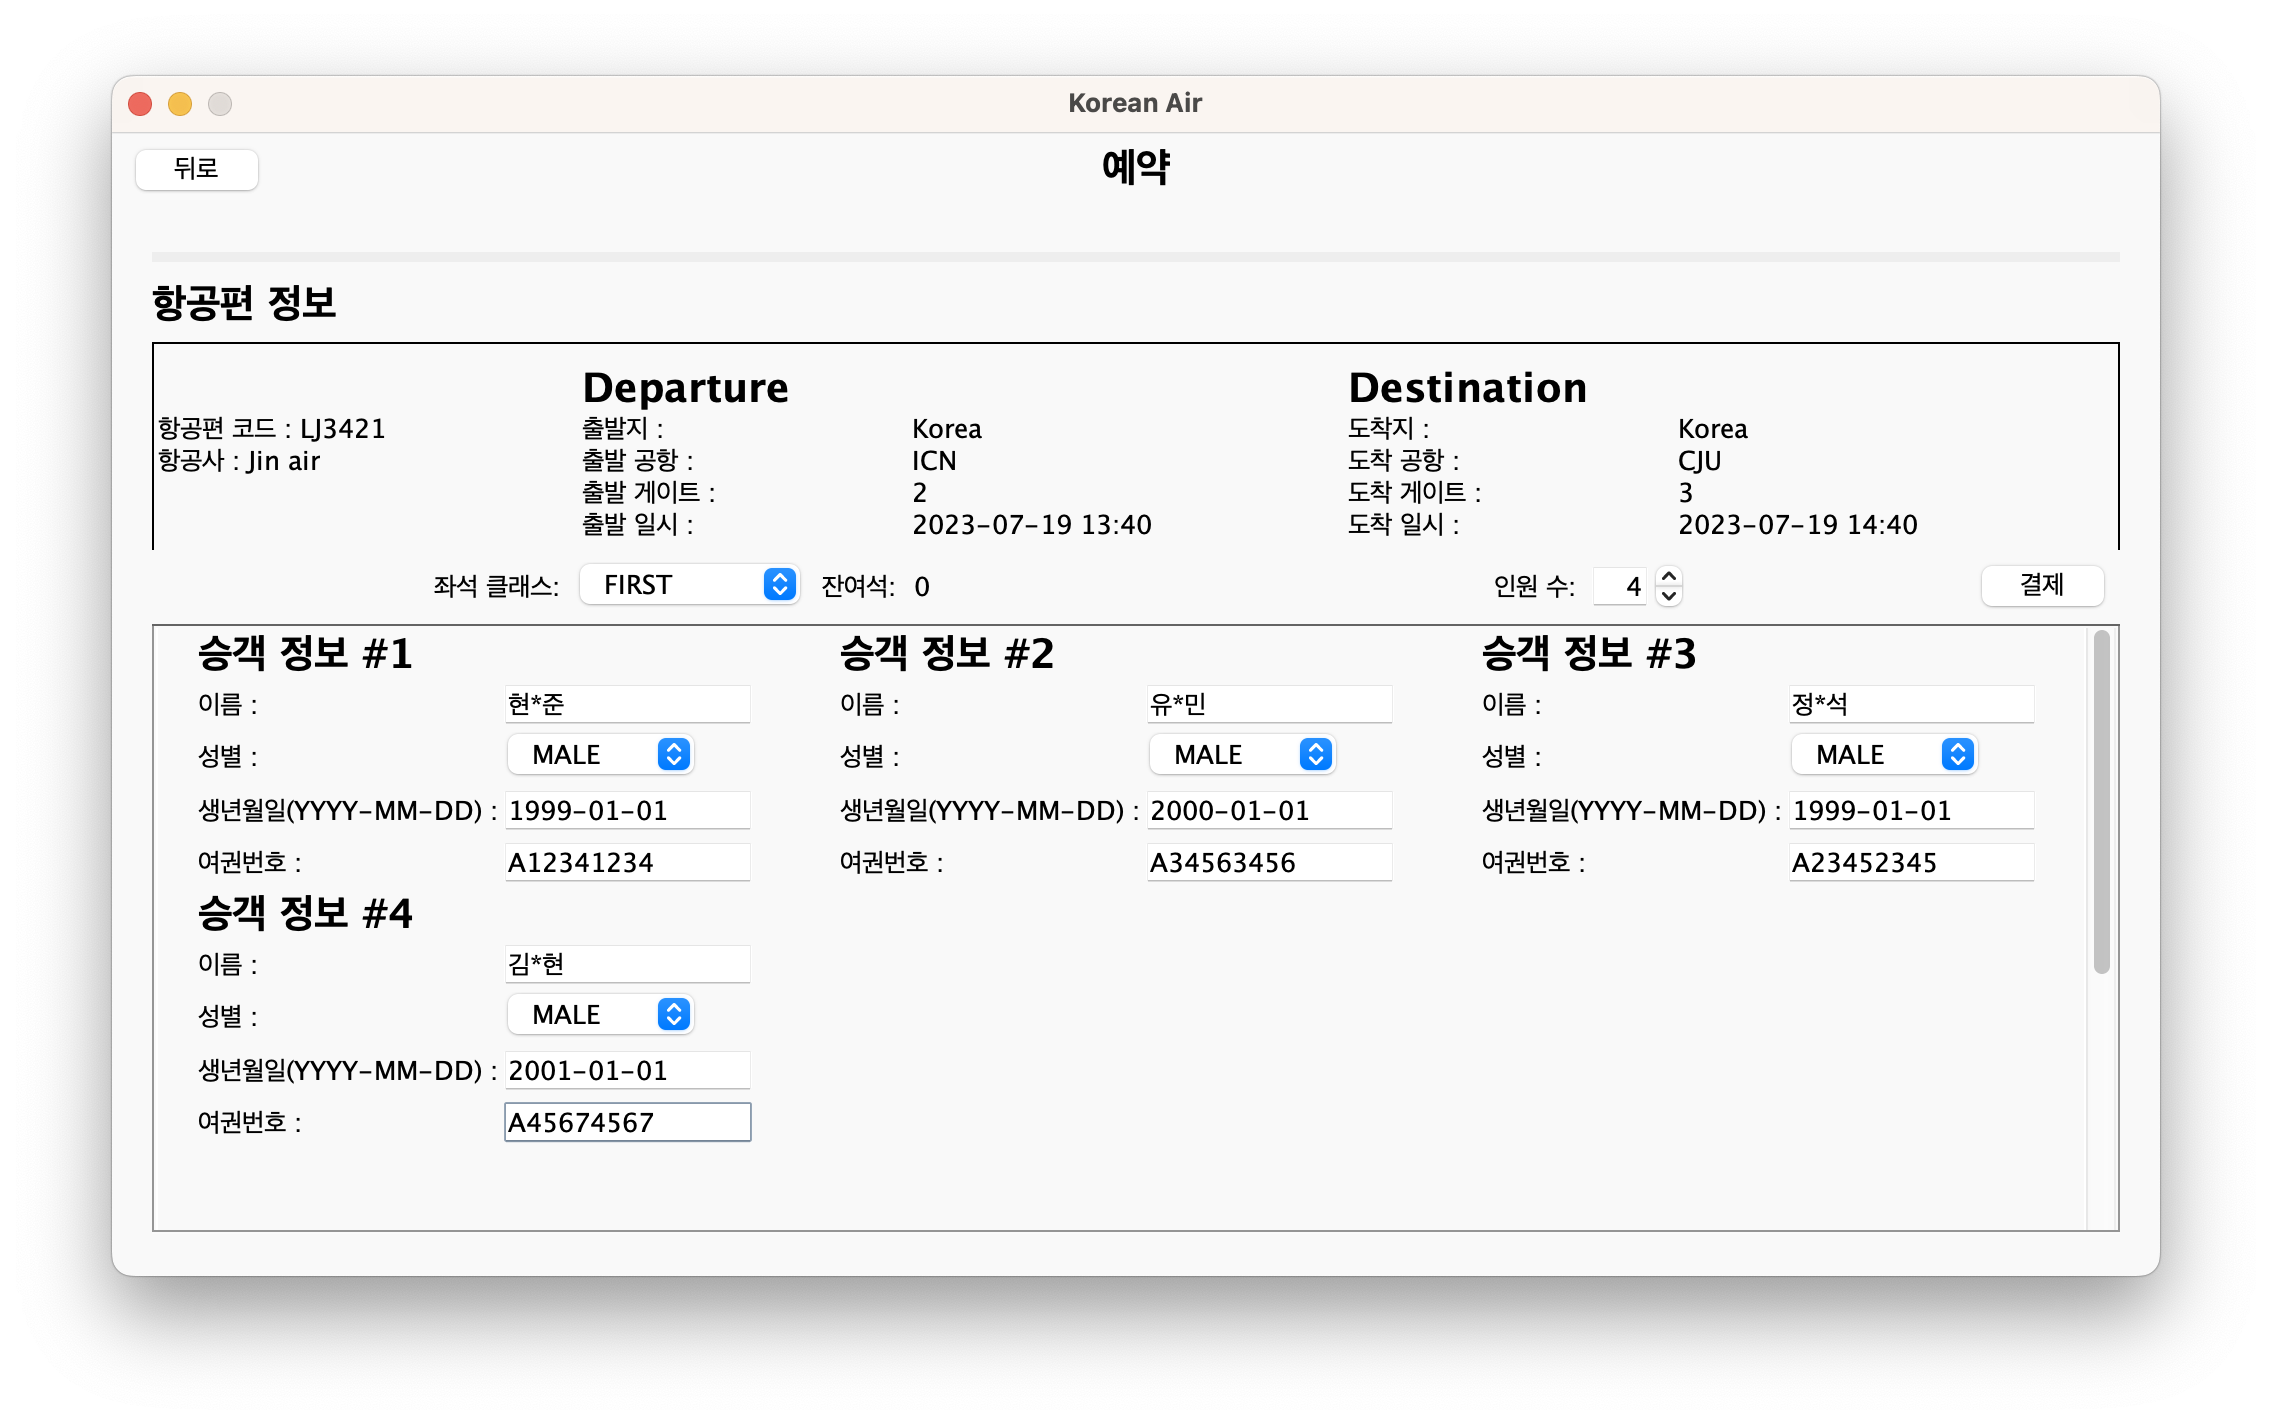 Korean Air
뒤로
예약
항공편 정보
Departure
Destination
항공편 코드 : LJ3421
출발지 :
Korea
도착지 :
Korea
항공사 : Jin air
출발 공항 :
ICN
도착 공항 :
CJU
출발 게이트 :
2
도착 게이트 :
3
출발 일시 :
2023-07-19 13:40
도착 일시 :
2023-07-19 14:40
좌석 클래스:
FIRST
잔여석: 0
인원 수:
4
결제
승객 정보 #1
이름 :
현*준
성별 :
MALE
생년월일(YYYY-MM-DD) :
1999-01-01
여권번호 :
A12341234
승객 정보 #2
이름 :
유*민
성별 :
MALE
생년월일(YYYY-MM-DD) :
2000-01-01
여권번호 :
A34563456
승객 정보 #3
이름 :
정*석
성별 :
MALE
생년월일(YYYY-MM-DD) :
1999-01-01
여권번호 :
A23452345
승객 정보 #4
이름 :
김*현
성별 :
MALE
생년월일(YYYY-MM-DD) :
2001-01-01
여권번호 :
A45674567